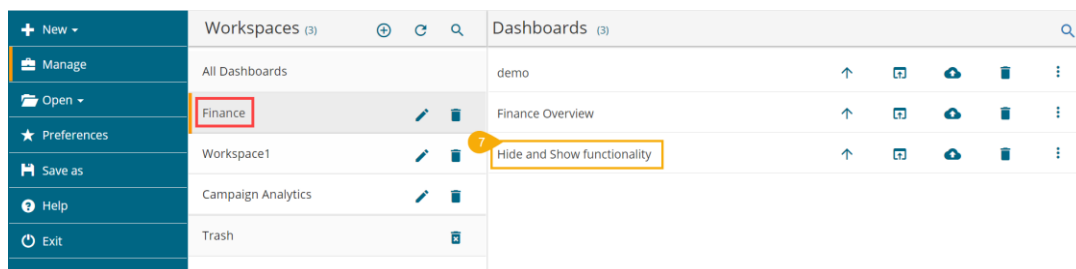 New
Manage
Open
Preferences
Save as
Help
Exit
Workspaces (3)
All Dashboards
Finance
Workspace1
Campaign Analytics
Trash
Dashboards (3)
demo
Finance Overview
7
Hide and Show functionality